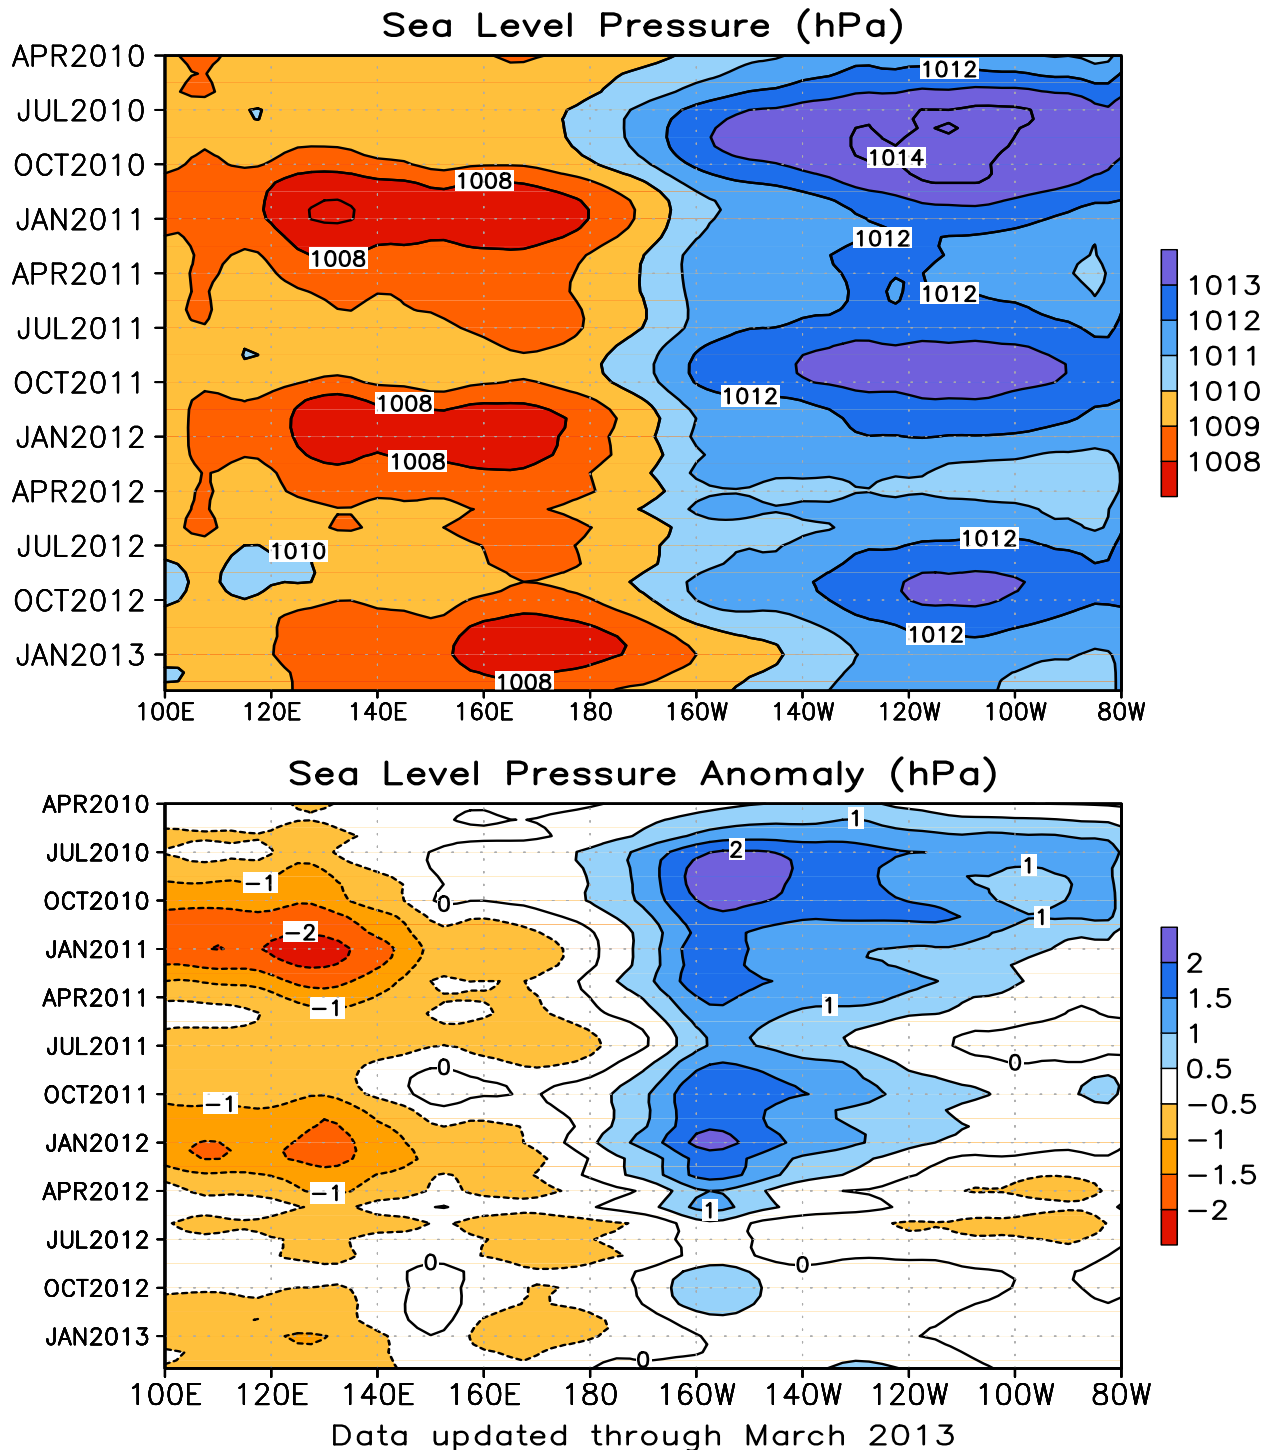 Sea Level Pressure (hPa)
APR2010
JUL2010
OCT2010
JAN2011
APR2011
JUL2011
OCT2011
JAN2012
APR2012
JUL2012
OCT2012
JAN2013
1012
1014
1008
1008
1012
1012
1012
1008
1008
1012
1010
1012
1008
1013
1012
1011
1010
1009
1008
100E 120E 140E 160E 180 160W 140W 120W 100W 80W
Sea Level Pressure Anomaly (hPa)
APR2010
JUL2010
OCT2010
JAN2011
APR2011
JUL2011
OCT2011
JAN2012
APR2012
JUL2012
OCT2012
JAN2013
1
2
1
-1
0
1
-2
-1
1
0
0
-1
-1
1
0
0
0
2
1.5
1
0.5
-0.5
-1
-1.5
-2
100E 120E 140E 160E 180 160W 140W 120W 100W 80W
Data updated through March 2013